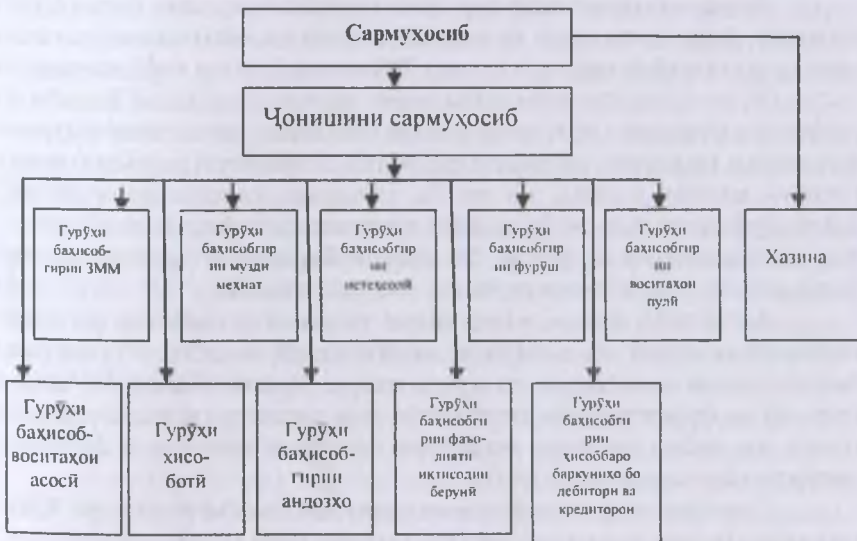 Сармуҳосиб
Ҷонишини сармуҳосиб
Гурӯҳи
баҳисоб-
гирии ЗММ
Гурӯҳи
баҳисобгир
ии музди
меҳнат
Гурӯҳи
баҳисобгир
ии
истеҳсолӣ
Гурӯҳи
баҳисобгир
ии фурӯш
Гурӯҳи
баҳисобгир
ии
воситаҳои
пулӣ
Хазина
Гурӯҳи
баҳисоб-
воситаҳои
асосӣ
Гурӯҳи
ҳисо-
ботӣ
Гурӯҳи
баҳисоб-
гирии
андозҳо
Гурӯҳи
баҳисобги
рии фаъо-
лияти
иқтисодии
берунӣ
Гурӯҳи
баҳисобги
рии
ҳисоббаро
баркуниҳо бо
дебитори ва
кредиторон